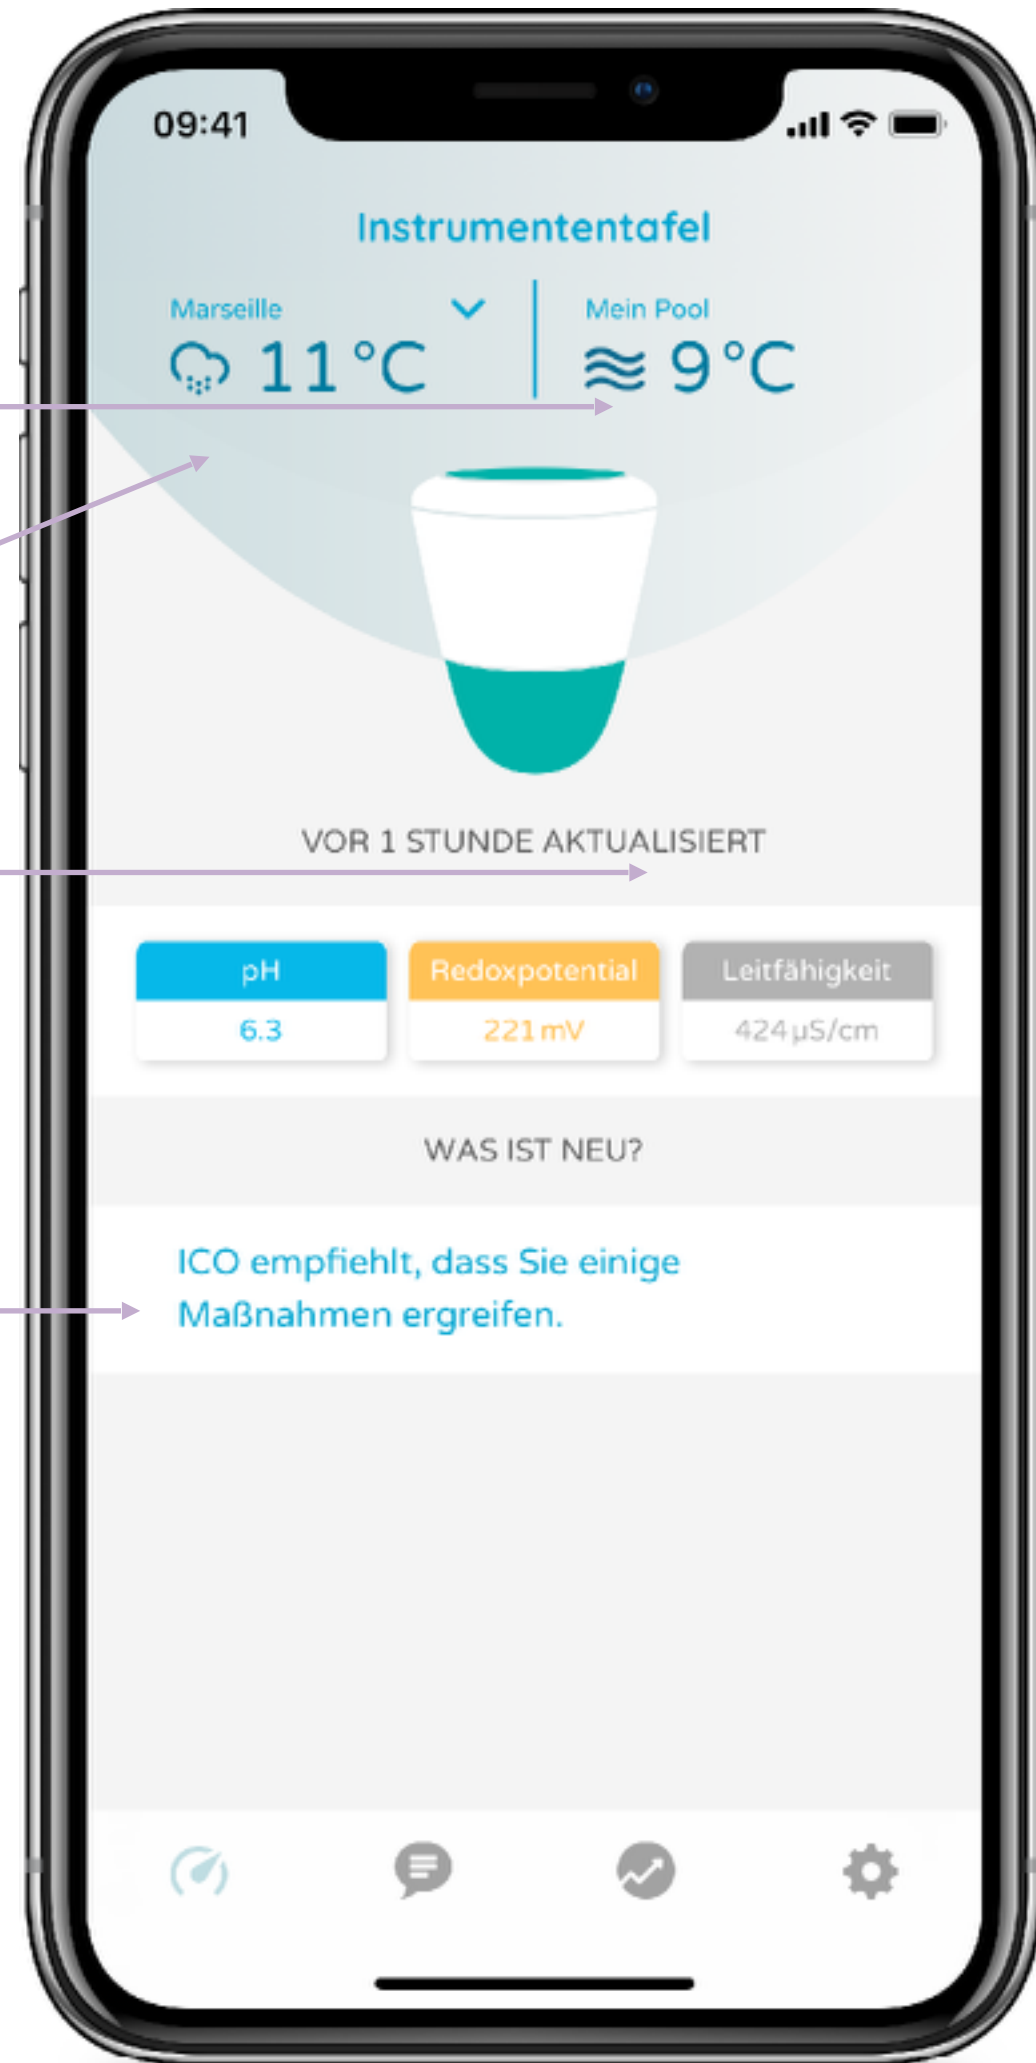 09:41
Instrumententafel
Marseille
11°C
Mein Pool
9°C
VOR 1 STUNDE AKTUALISIERT
pH
6.3
Redoxpotential
221 mV
Leitfähigkeit
424 µS/cm
WAS IST NEU?
ICO empfiehlt, dass Sie einige
Maßnahmen ergreifen.